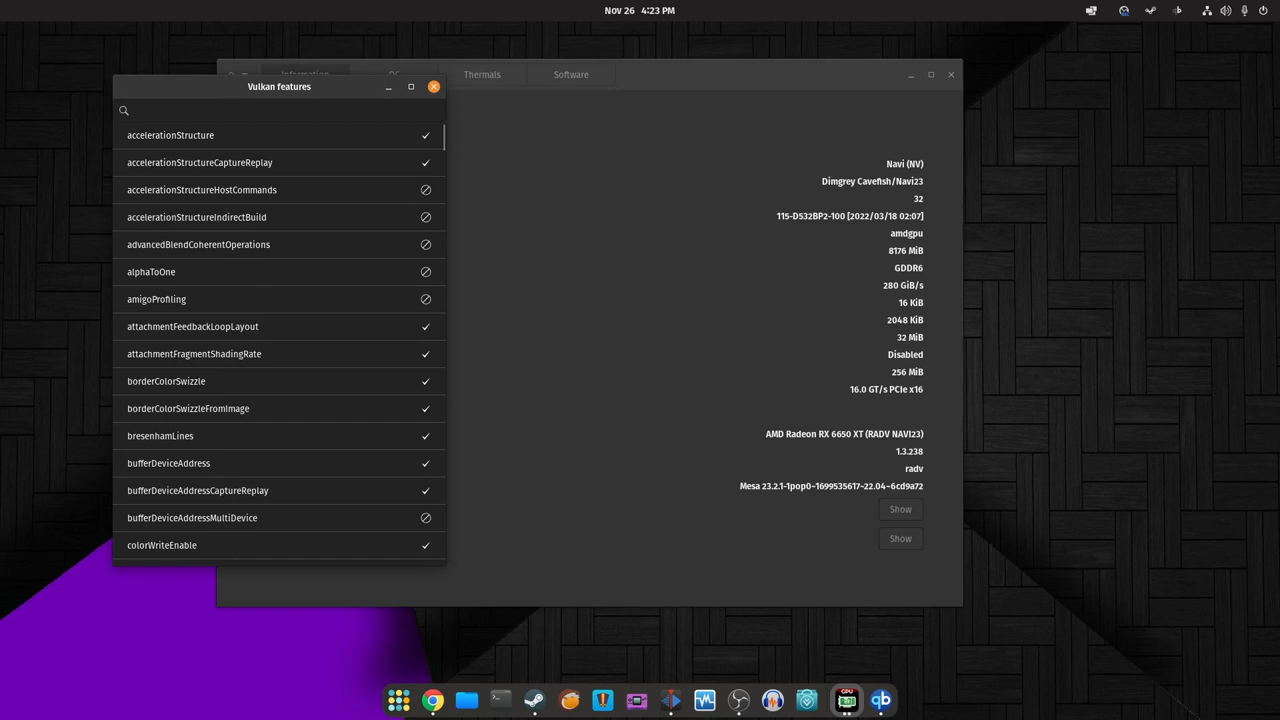 Nov 26 4:23 PM
Information
OC
Thermals
Software
Vulkan features
accelerationStructure
accelerationStructureCaptureReplay
accelerationStructureHostCommands
accelerationStructureIndirectBuild
advancedBlendCoherentOperations
alphaToOne
amigoProfiling
attachmentFeedbackLoopLayout
attachmentFragmentShadingRate
borderColorSwizzle
borderColorSwizzleFromImage
bresenhamLines
bufferDeviceAddress
bufferDeviceAddressCaptureReplay
bufferDeviceAddressMultiDevice
colorWriteEnable
Navi (NV)
Dimgrey Cavefish/Navi23
32
115-D532BP2-100 [2022/03/18 02:07]
amdgpu
8176 MiB
GDDR6
280 GiB/s
16 KiB
2048 KiB
32 MiB
Disabled
256 MiB
16.0 GT/s PCIe x16
AMD Radeon RX 6650 XT (RADV NAVI23)
1.3.238
radv
Mesa 23.2.1-1pop0~1699535617~22.04~6cd9a72
Show
Show
GPU
qb